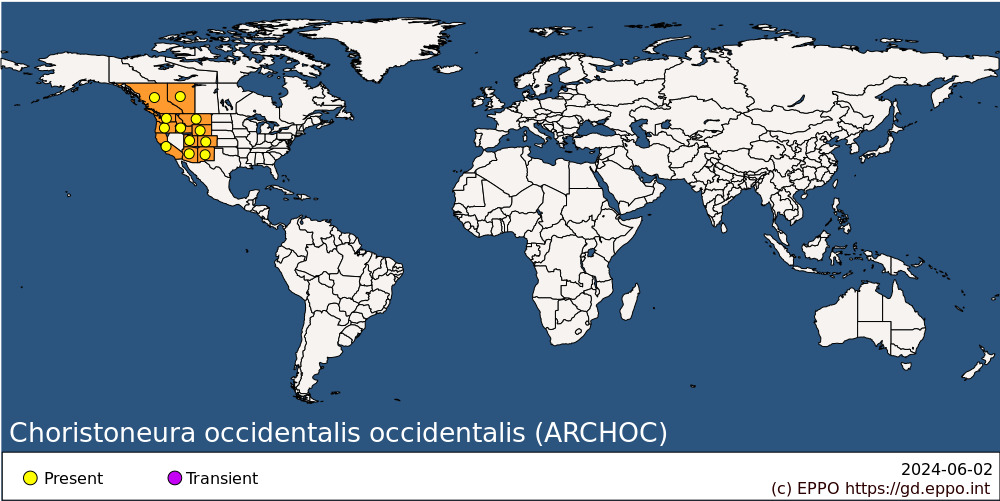 Choristoneura occidentalis occidentalis (ARCHOC)
Present
Transient
2024-06-02
(c) EPPO https://gd.eppo.int